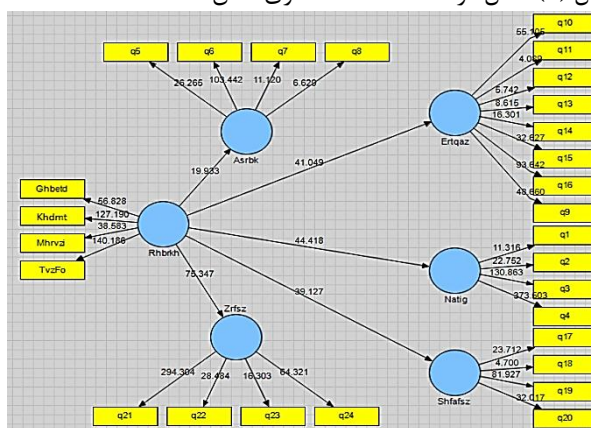 q10
q5
q6
q7
q8
q11
55.105
4.099
q12
5.742
26.265
103.442
11.120
6.629
8.615
q13
16.301
q14
32.627
Ertqaz
q15
Asrbk
93.642
41.049
q16
19.933
48.660
Ghbetd
56.828
q9
Khdmt
127.190
q1
Mhrvzi
38.583
44.418
11.316
140.186
Rhbrkh
22.752
q2
TvzFo
130.863
39.127
q3
75.347
Natig
373.503
Zrfsz
q4
q17
23.712
4.700
q18
294.304
28.484
16.303
64.321
81.927
q19
Shfafsz
32.017
q21
q22
q23
q24
q20